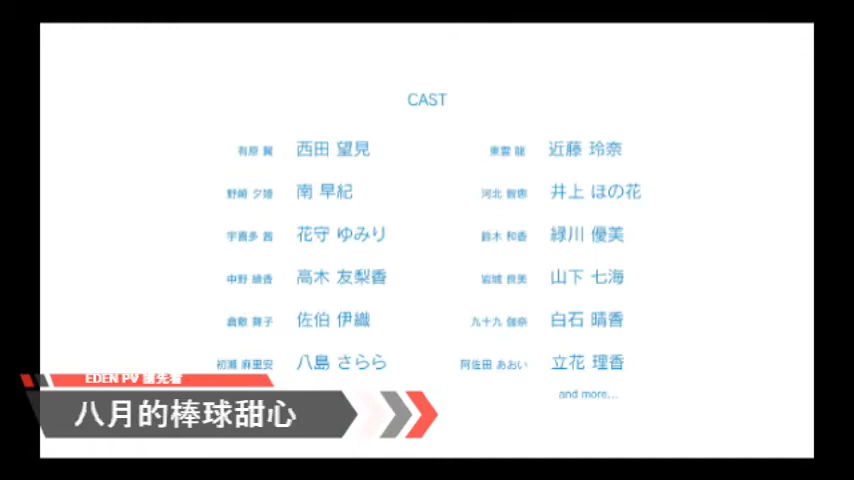 CAST
有原 翼 西田 望見 東雲 龍 近藤 玲奈
野崎 夕姫 南 早紀 河北 智恵 井上 ほの花
宇喜多 茜 花守 ゆみり 鈴木 和香 緑川 優美
中野 綾香 高木 友梨香 岩城 良美 山下 七海
倉敷 舞子 佐伯 伊織 九十九 伽奈 白石 晴香
初瀬 麻里安 八島 さらら 阿佐田 あおい 立花 理香
and more...
EDEN PV 搶先看
八月的棒球甜心